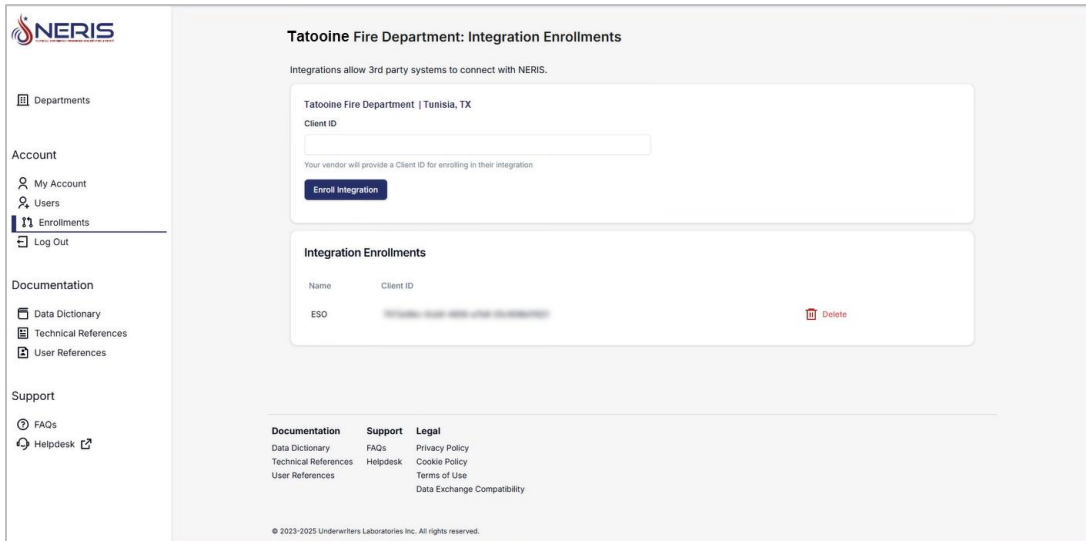 NERIS
Departments
Account
My Account
Users
Enrollments
Log Out
Documentation
Data Dictionary
Technical References
User References
Support
FAQs
Helpdesk
Tatooine Fire Department: Integration Enrollments
Integrations allow 3rd party systems to connect with NERIS.
Tatooine Fire Department | Tunisia, TX
Client ID
Your vendor will provide a Client ID for enrolling in their integration
Enroll Integration
Integration Enrollments
Name Client ID
ESO Delete
Documentation Support Legal
Data Dictionary FAQs Privacy Policy
Technical References Helpdesk Cookie Policy
User References Terms of Use
Data Exchange Compatibility
© 2023-2025 Underwriters Laboratories Inc. All rights reserved.